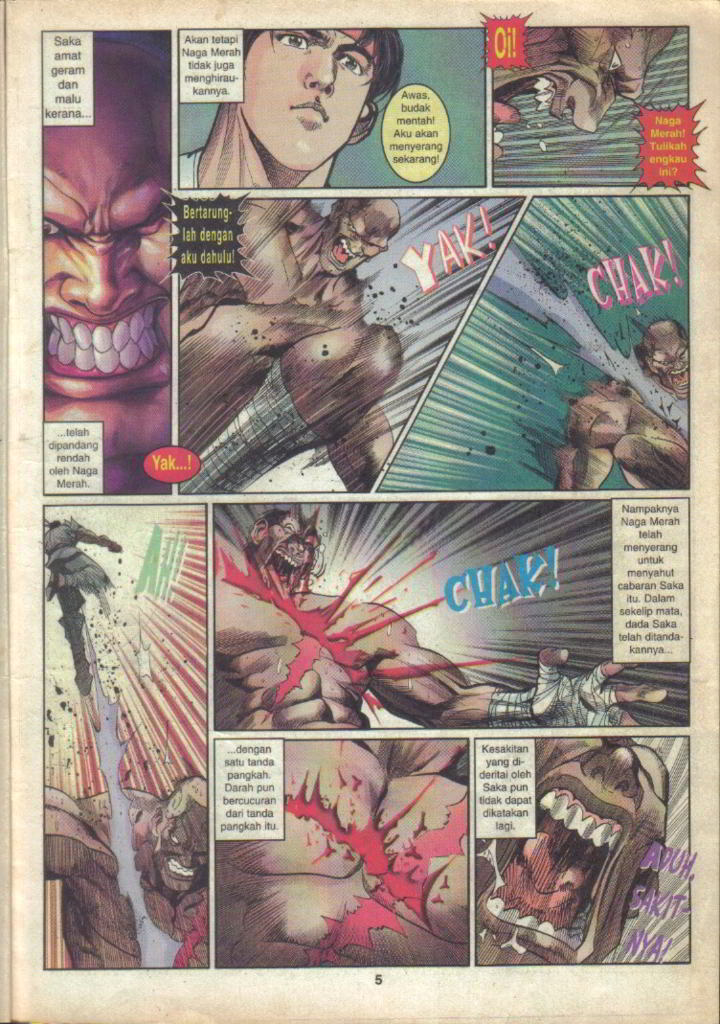 Saka
amat
geram
dan
malu
kerana...
...telah
dipandang
rendah
oleh Naga
Merah.
Akan tetapi
Naga Merah
tidak juga
menghirau-
kannya.
Awas,
budak
mentah!
Aku akan
menyerang
sekarang!
Oi!
Naga
Merah!
Tulikah
engkau
ini?
Bertarung-
lah dengan
aku dahulu!
YAK!
Yak...!
CHAK!
AH!
CHAK!
Nampaknya
Naga Merah
telah
menyerang
untuk
menyahut
cabaran Saka
itu. Dalam
sekelip mata,
dada Saka
telah ditanda-
kannya...
...dengan
satu tanda
pangkah.
Darah pun
bercucuran
dari tanda
pangkah itu.
Kesakitan
yang di-
deritai oleh
Saka pun
tidak dapat
dikatakan
lagi.
ADUH,
SAKIT-
NYA!
5